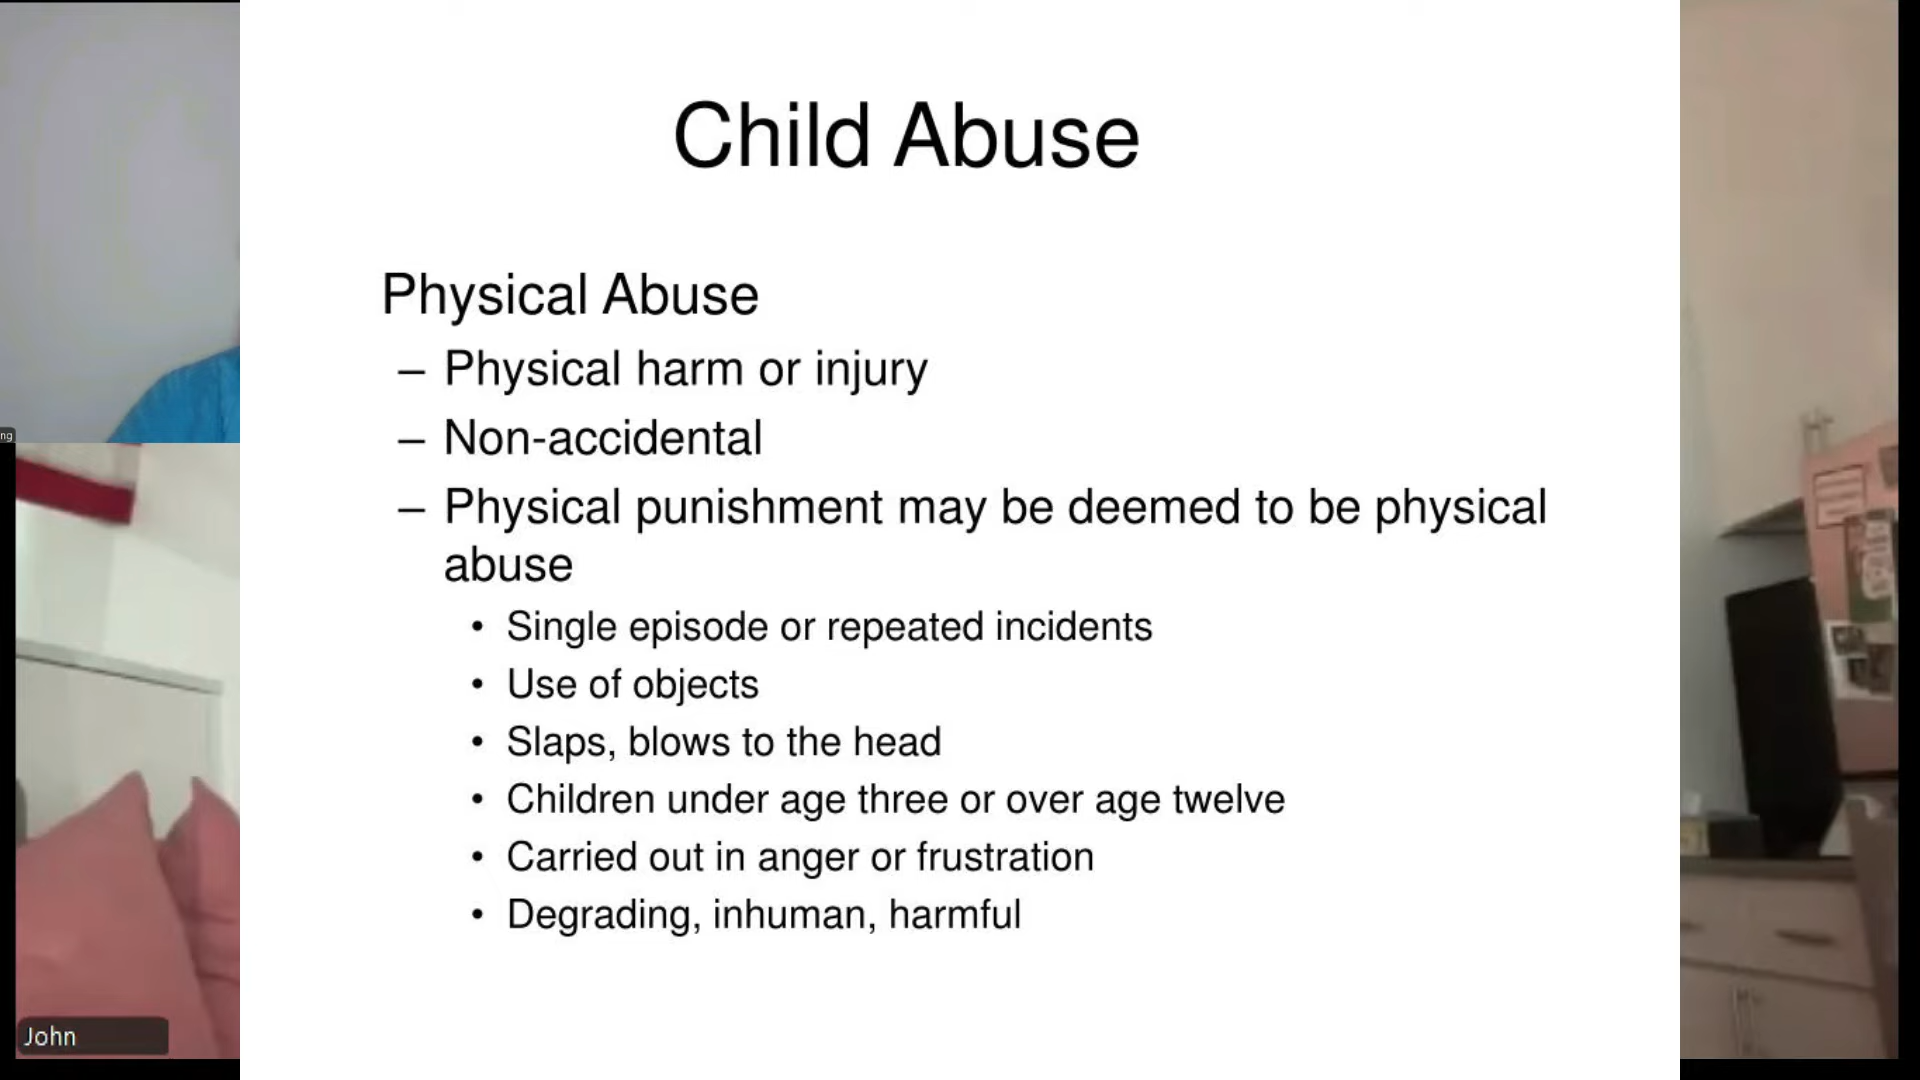 Child Abuse
Physical Abuse
– Physical harm or injury
– Non-accidental
– Physical punishment may be deemed to be physical
abuse
• Single episode or repeated incidents
• Use of objects
• Slaps, blows to the head
• Children under age three or over age twelve
• Carried out in anger or frustration
• Degrading, inhuman, harmful
ng
John